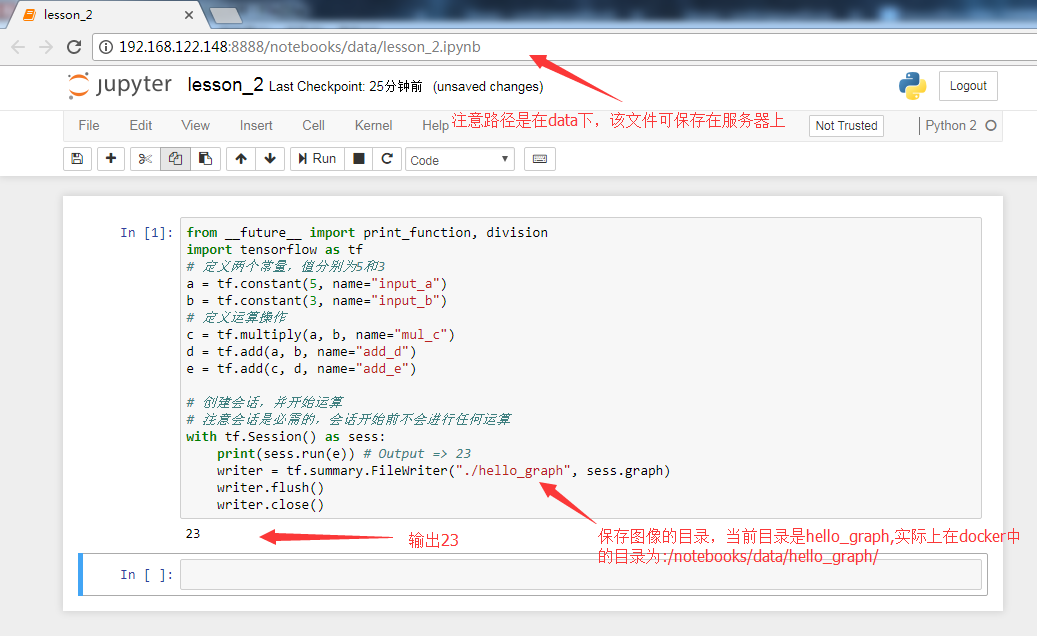 lesson_2
192.168.122.148:8888/notebooks/data/lesson_2.ipynb
jupyter lesson_2 Last Checkpoint: 25分钟前 (unsaved changes) Logout
File Edit View Insert Cell Kernel Help 注意路径是在data下，该文件可保存在服务器上 Not Trusted Python 2
Run Code
In [1]: from __future__ import print_function, division
import tensorflow as tf
# 定义两个常量，值分别为5和3
a = tf.constant(5, name="input_a")
b = tf.constant(3, name="input_b")
# 定义运算操作
c = tf.multiply(a, b, name="mul_c")
d = tf.add(a, b, name="add_d")
e = tf.add(c, d, name="add_e")
# 创建会话，并开始运算
# 注意会话是必需的，会话开始前不会进行任何运算
with tf.Session() as sess:
print(sess.run(e)) # Output => 23
writer = tf.summary.FileWriter("./hello_graph", sess.graph)
writer.flush()
writer.close()
23
输出23
保存图像的目录，当前目录是hello_graph,实际上在docker中
的目录为:/notebooks/data/hello_graph/
In [ ]: